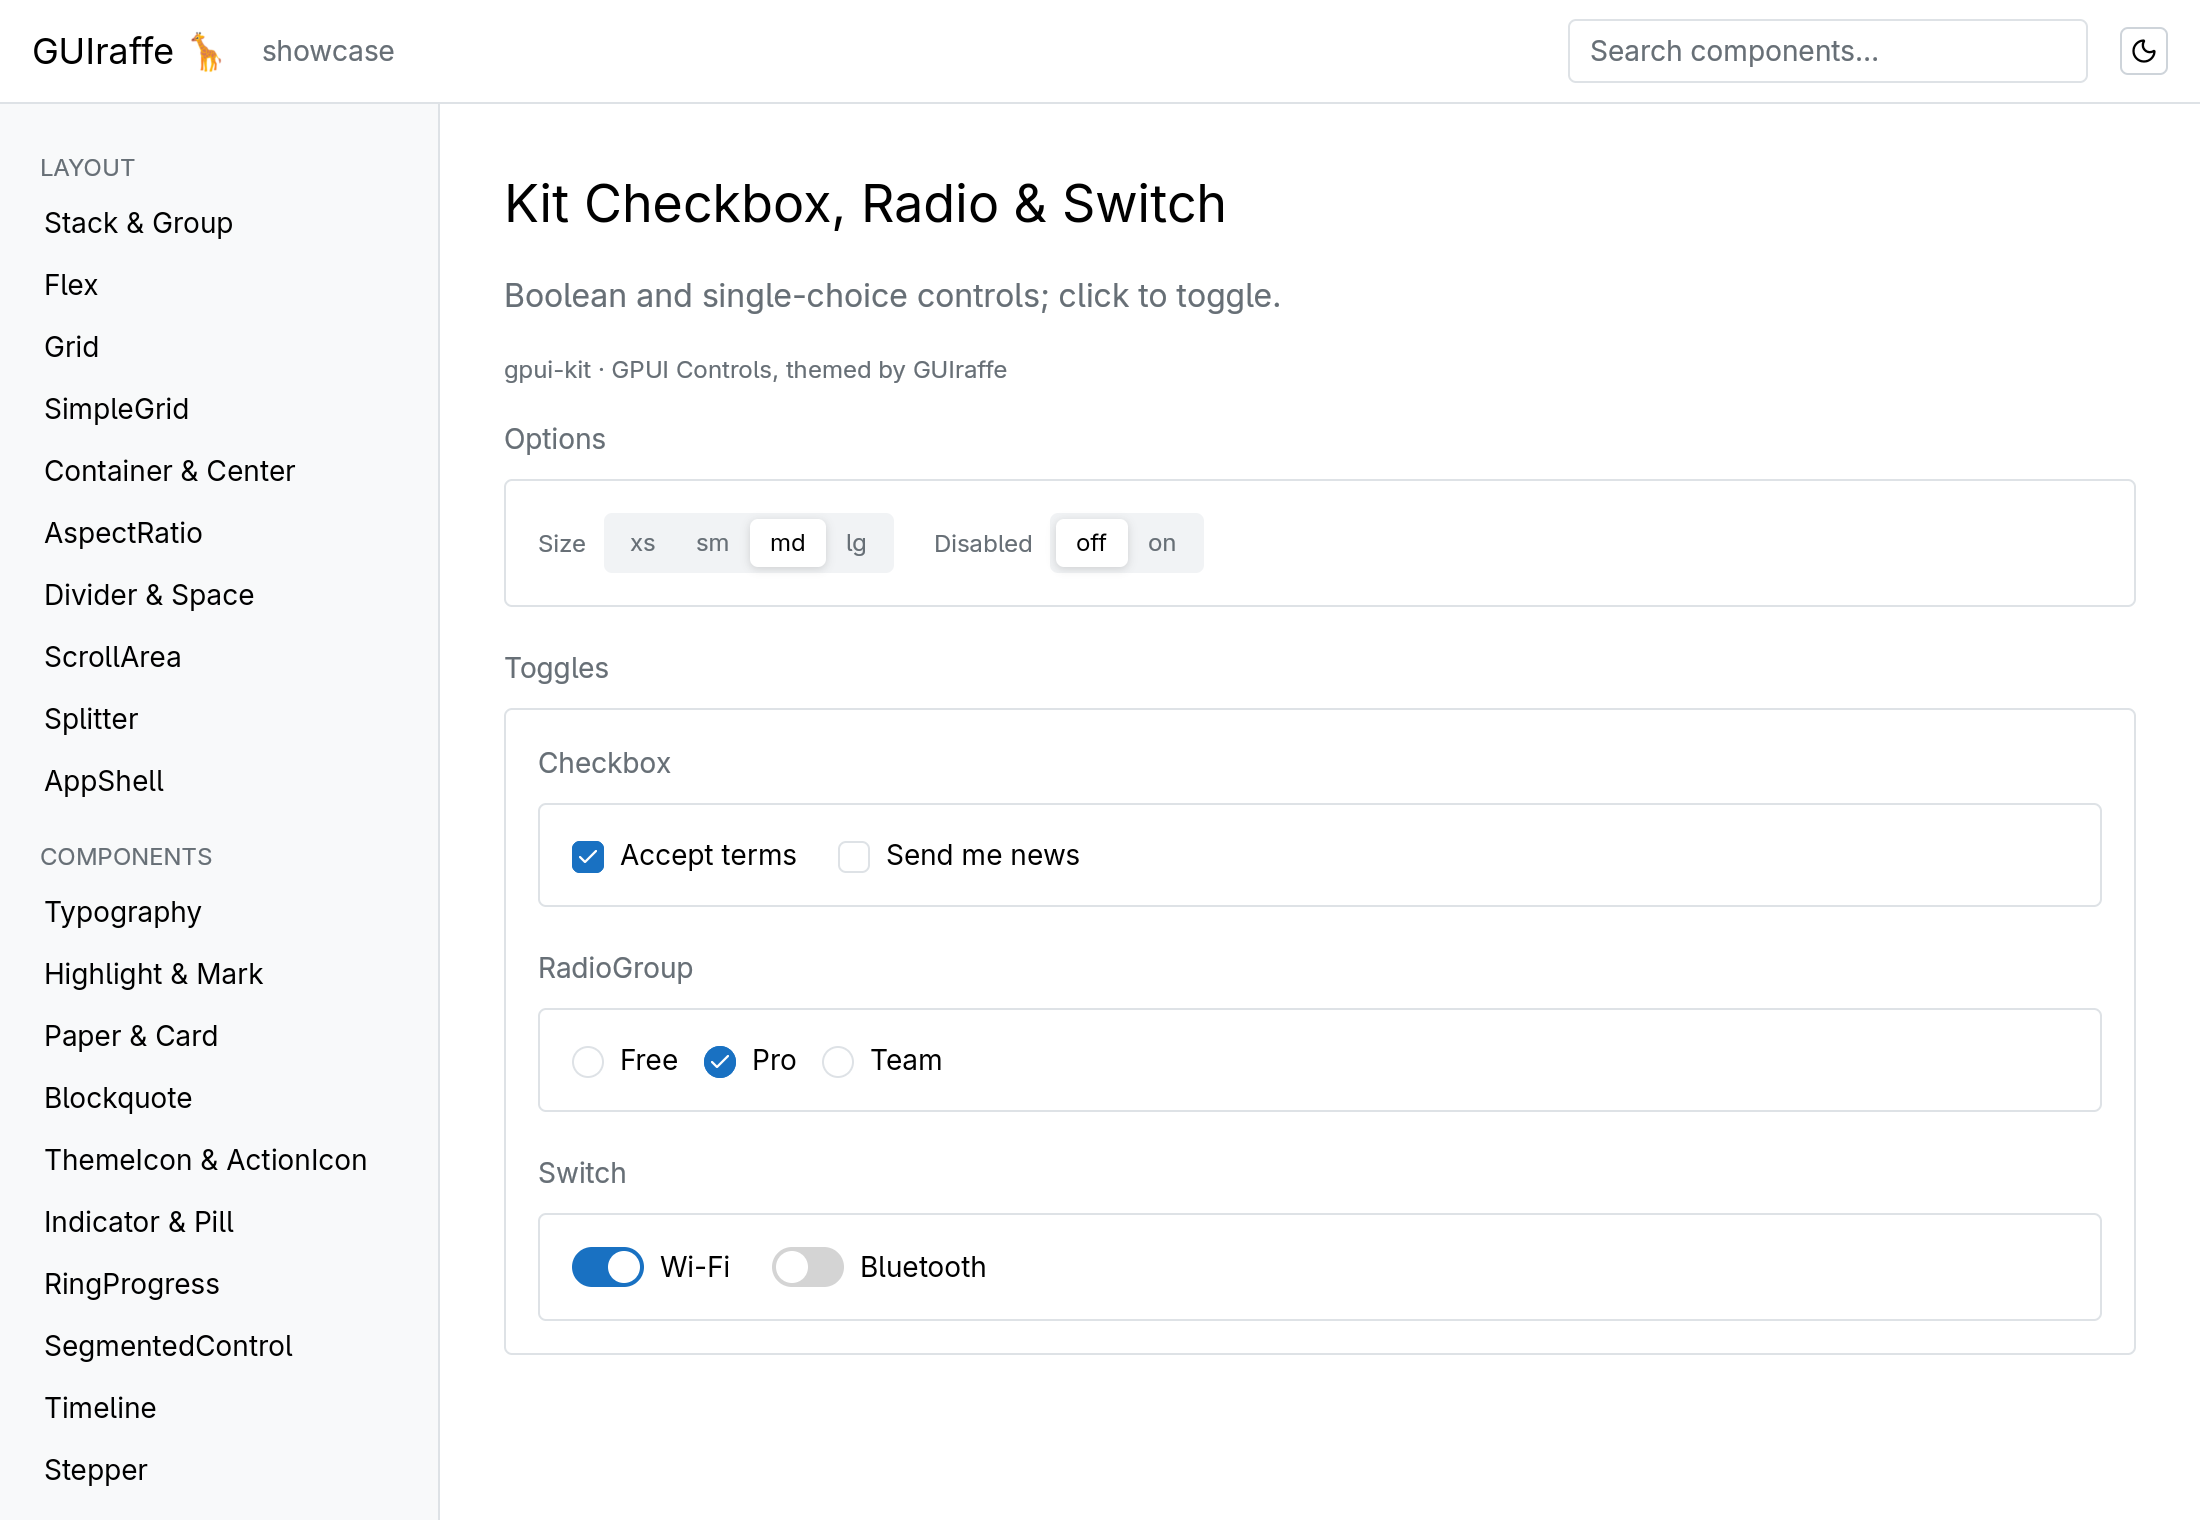 GUIraffe 🦒 showcase Search components...
LAYOUT
Stack & Group
Flex
Grid
SimpleGrid
Container & Center
AspectRatio
Divider & Space
ScrollArea
Splitter
AppShell
COMPONENTS
Typography
Highlight & Mark
Paper & Card
Blockquote
ThemeIcon & ActionIcon
Indicator & Pill
RingProgress
SegmentedControl
Timeline
Stepper
Kit Checkbox, Radio & Switch
Boolean and single-choice controls; click to toggle.
gpui-kit · GPUI Controls, themed by GUIraffe
Options
Size xs sm md lg Disabled off on
Toggles
Checkbox
Accept terms Send me news
RadioGroup
Free Pro Team
Switch
Wi-Fi Bluetooth